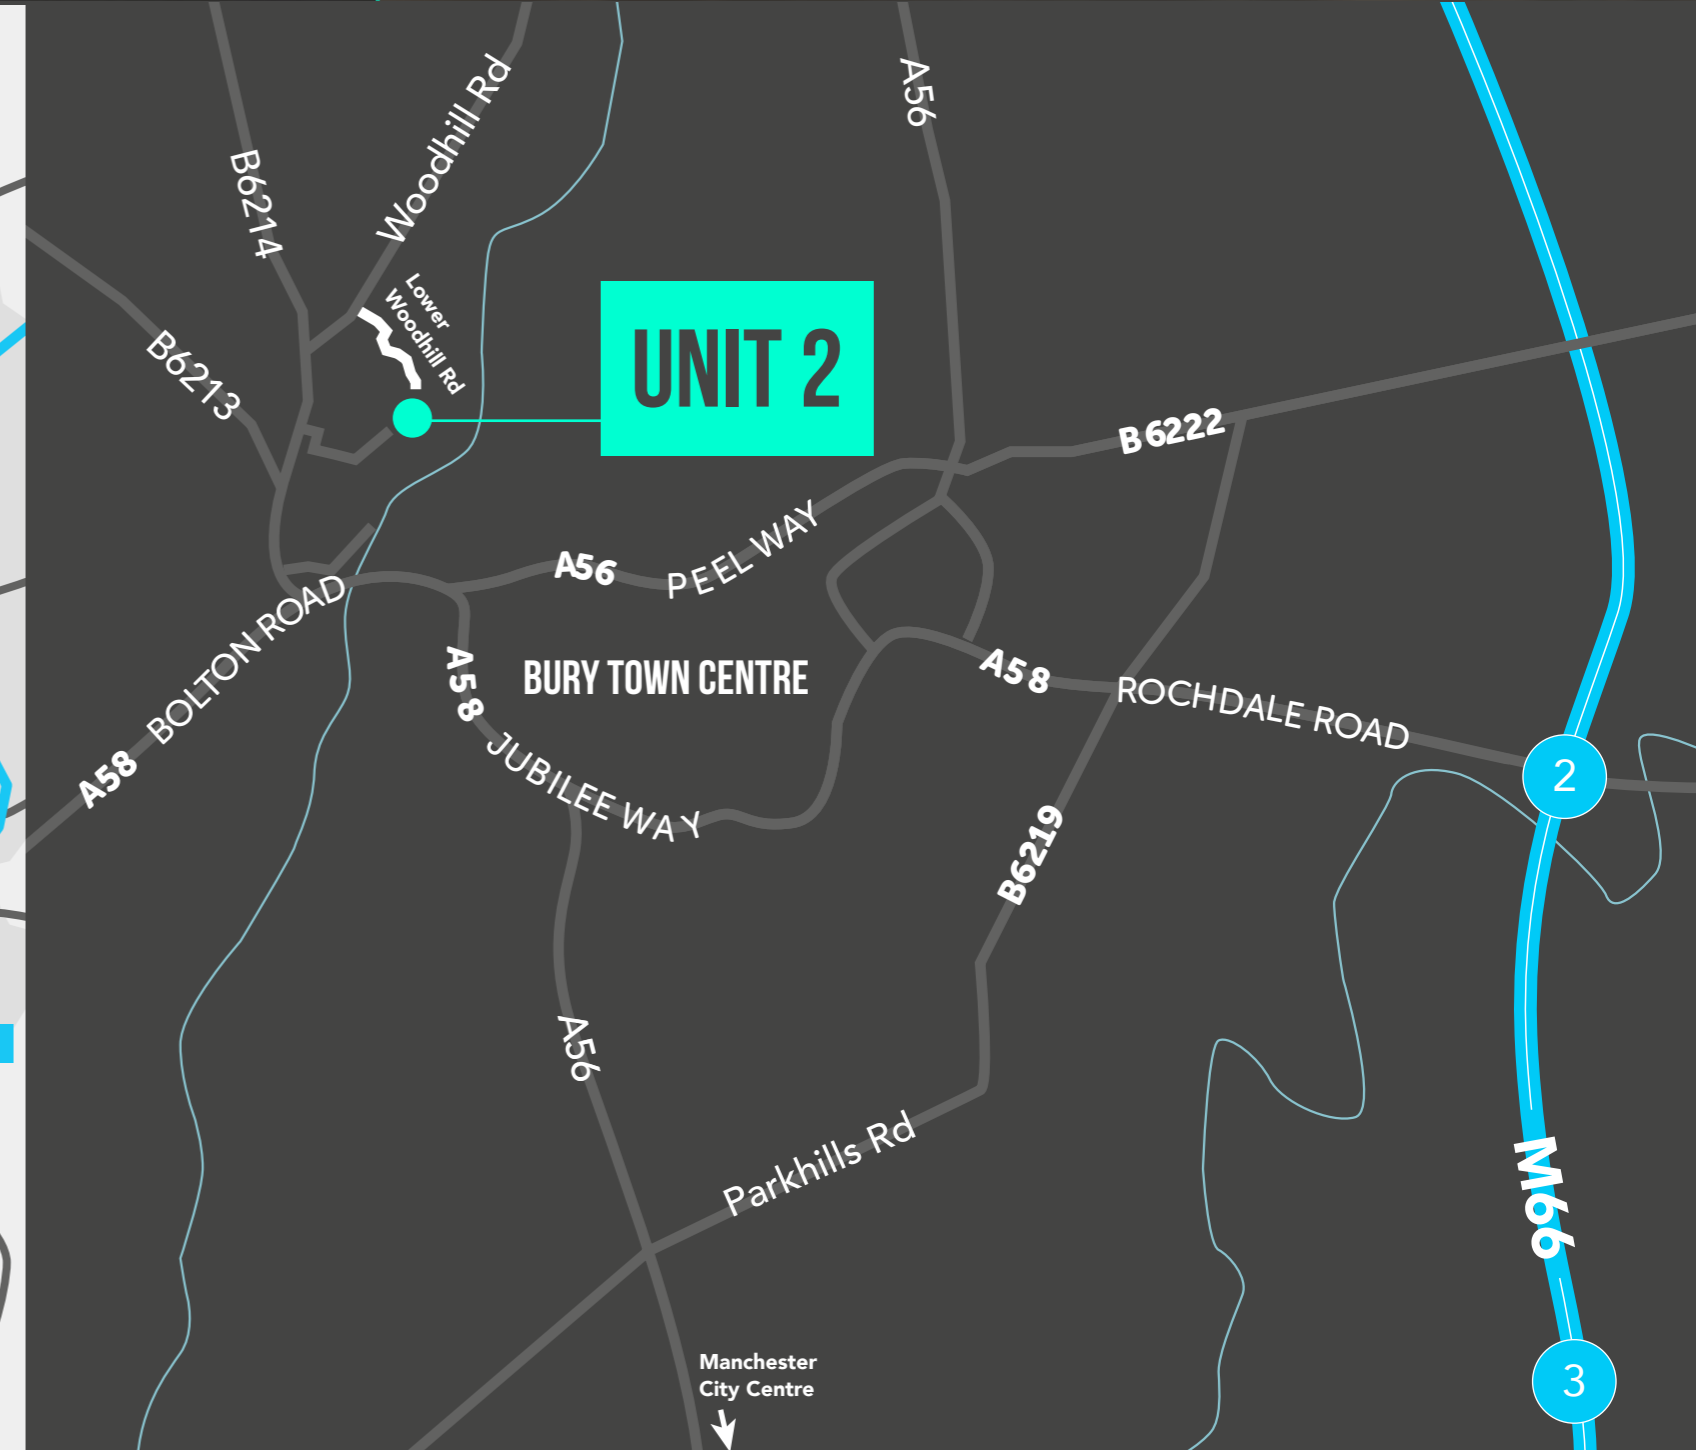 A56
Woodhill Rd
B6214
Lower
Woodhill Rd
B6213
UNIT 2
B6222
PEEL WAY
A56
BOLTON ROAD
A58
BURY TOWN CENTRE
A58
ROCHDALE ROAD
A58
JUBILEE WAY
2
B6219
A56
Parkhills Rd
M66
Manchester
City Centre
3